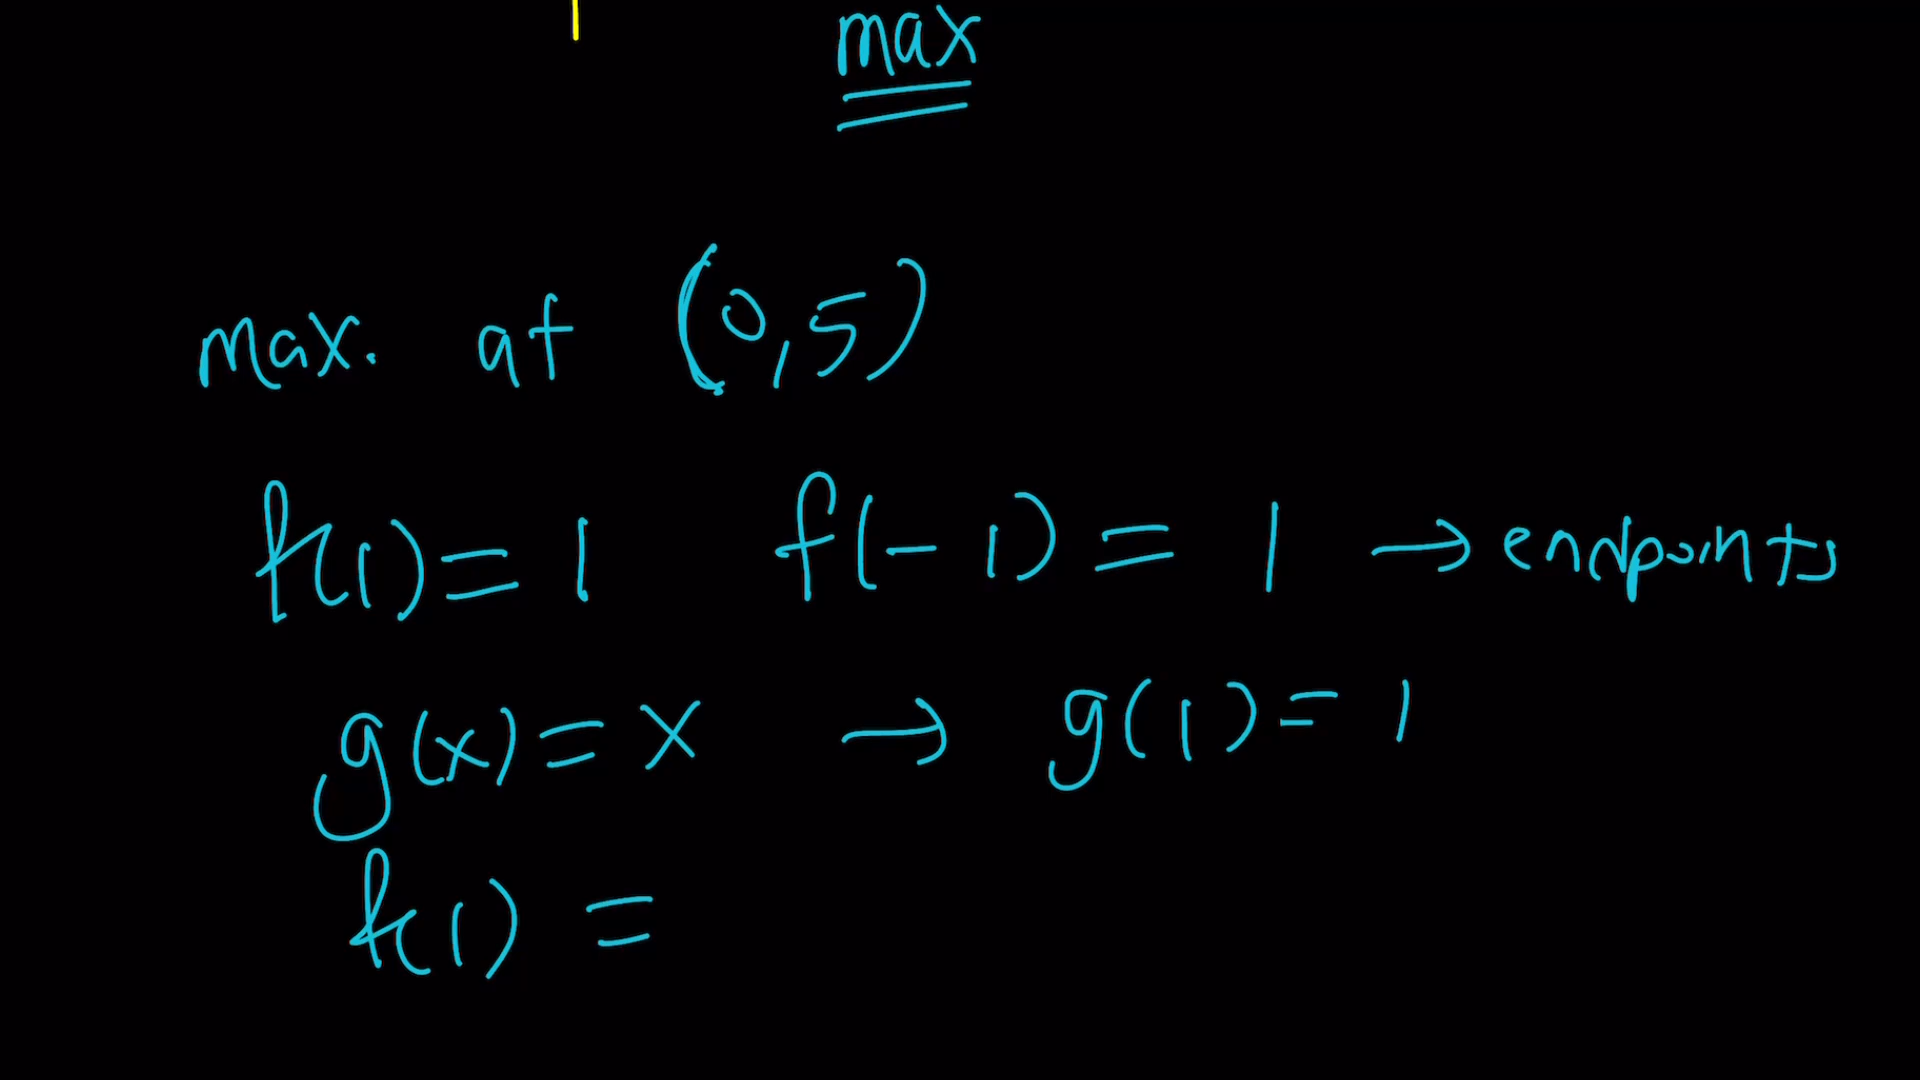 max
max. at (0,5)
f(1) = 1 f(-1) = 1 → endpoints
g(x) = x → g(1) = 1
f(1) =